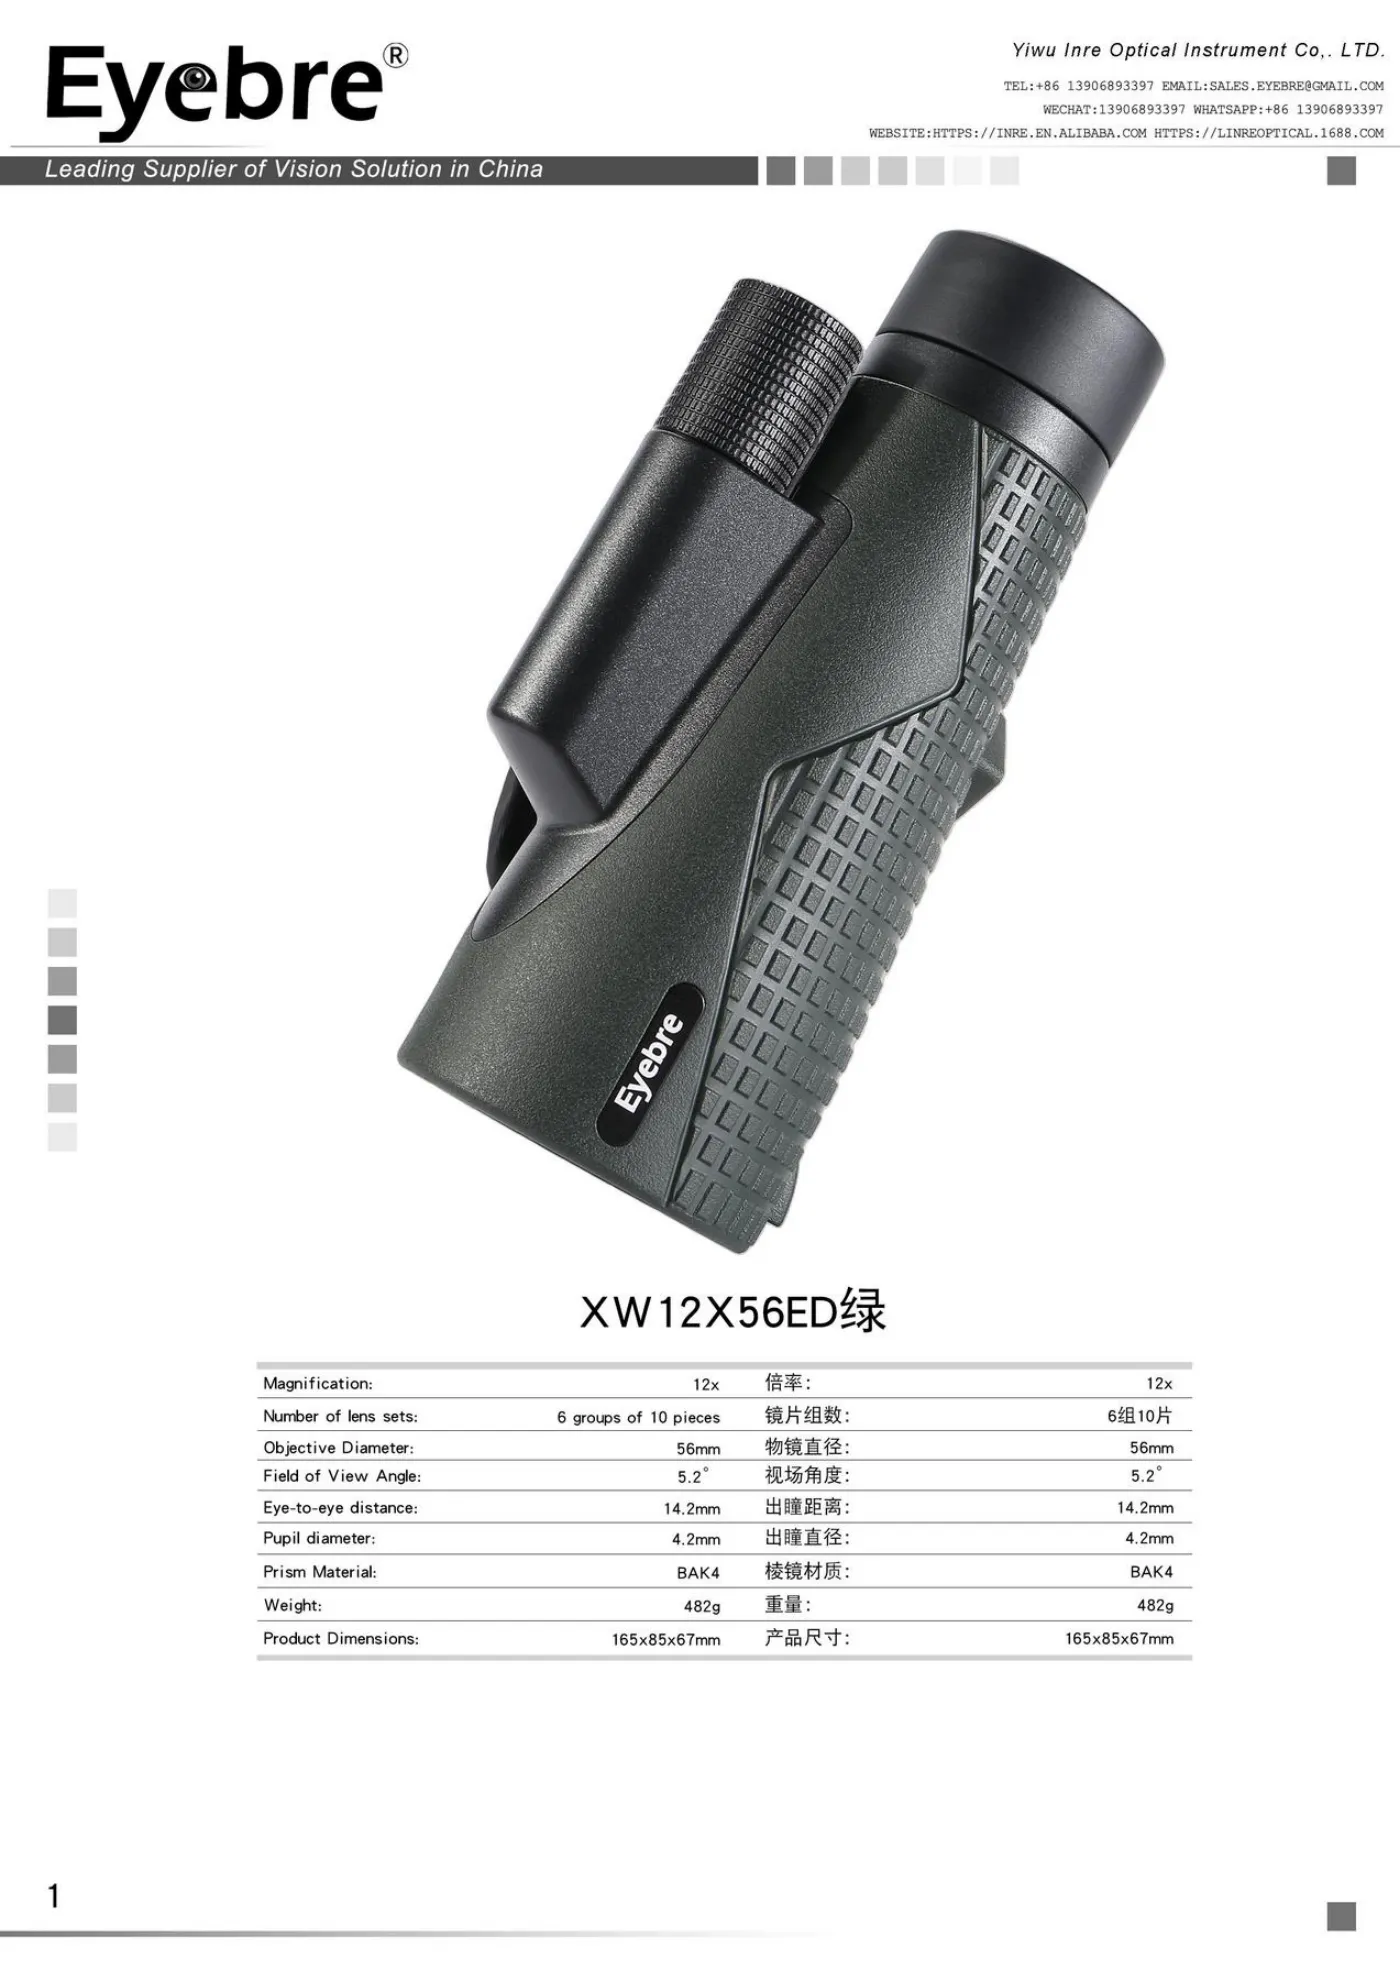 Eyebre®
Yiwu Inre Optical Instrument Co,. LTD.
TEL:+86 13906893397 EMAIL:SALES.EYEBRE@GMAIL.COM
WECHAT:13906893397 WHATSAPP:+86 13906893397
WEBSITE:HTTPS://INRE.EN.ALIBABA.COM HTTPS://LINREOPTICAL.1688.COM
Leading Supplier of Vision Solution in China
Eyebre
XW12X56ED绿
Magnification: 12x 倍率: 12x
Number of lens sets: 6 groups of 10 pieces 镜片组数: 6组10片
Objective Diameter: 56mm 物镜直径: 56mm
Field of View Angle: 5.2° 视场角度: 5.2°
Eye-to-eye distance: 14.2mm 出瞳距离: 14.2mm
Pupil diameter: 4.2mm 出瞳直径: 4.2mm
Prism Material: BAK4 棱镜材质: BAK4
Weight: 482g 重量: 482g
Product Dimensions: 165x85x67mm 产品尺寸: 165x85x67mm
1